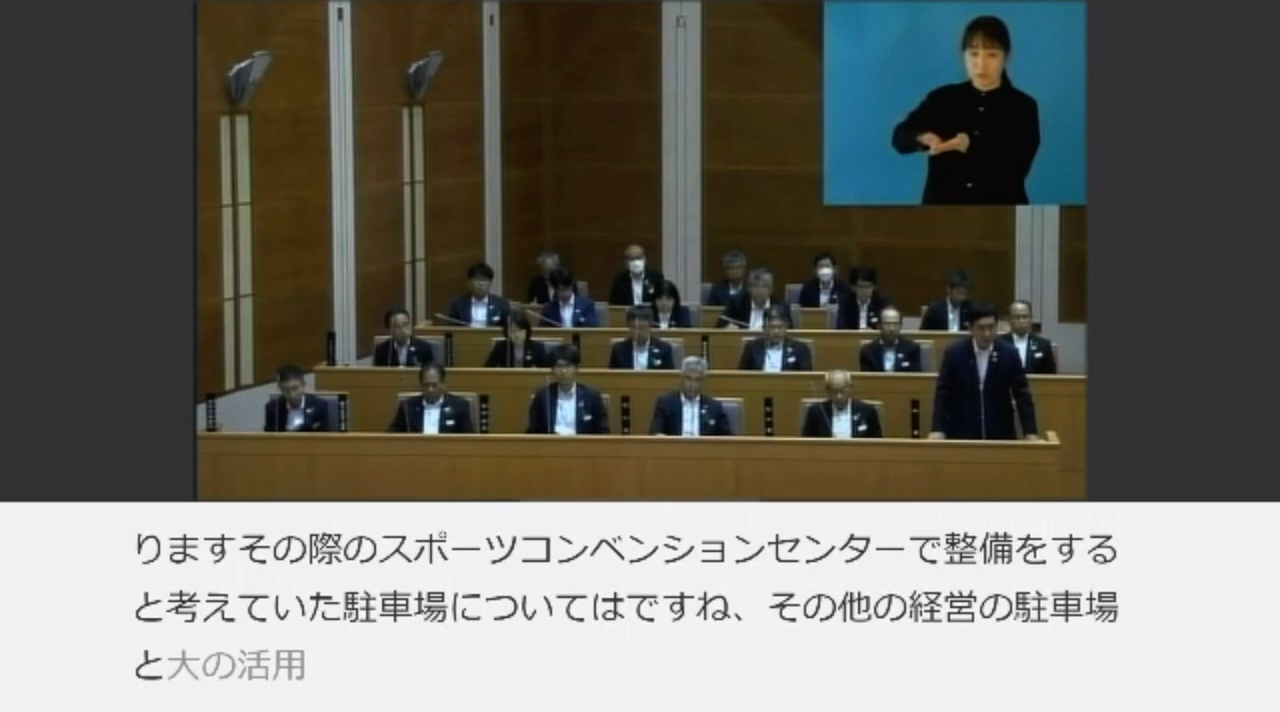 りますその際のスポーツコンベンションセンターで整備をする
と考えていた駐車場についてはですね、その他の経営の駐車場
と大の活用